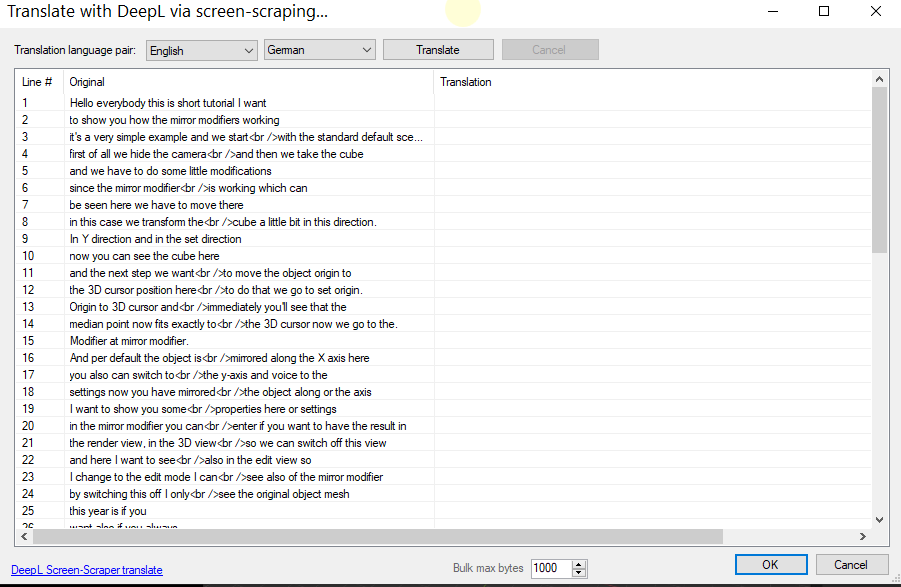 Translate with DeepL via screen-scraping...
Translation language pair: English German Translate Cancel
Line # Original Translation
1 Hello everybody this is short tutorial I want
2 to show you how the mirror modifiers working
3 it's a very simple example and we start<br />with the standard default sce...
4 first of all we hide the camera<br />and then we take the cube
5 and we have to do some little modifications
6 since the mirror modifier<br />is working which can
7 be seen here we have to move there
8 in this case we transform the<br />cube a little bit in this direction.
9 In Y direction and in the set direction
10 now you can see the cube here
11 and the next step we want<br />to move the object origin to
12 the 3D cursor position here<br />to do that we go to set origin.
13 Origin to 3D cursor and<br />immediately you'll see that the
14 median point now fits exactly to<br />the 3D cursor now we go to the.
15 Modifier at mirror modifier.
16 And per default the object is<br />mirrored along the X axis here
17 you also can switch to<br />the y-axis and voice to the
18 settings now you have mirrored<br />the object along or the axis
19 I want to show you some<br />properties here or settings
20 in the mirror modifier you can<br />enter if you want to have the result in
21 the render view, in the 3D view<br />so we can switch off this view
22 and here I want to see<br />also in the edit view so
23 I change to the edit mode I can<br />see also of the mirror modifier
24 by switching this off I only<br />see the original object mesh
25 this year is if you
26 want also if you always
DeepL Screen-Scraper translate Bulk max bytes 1000 OK Cancel